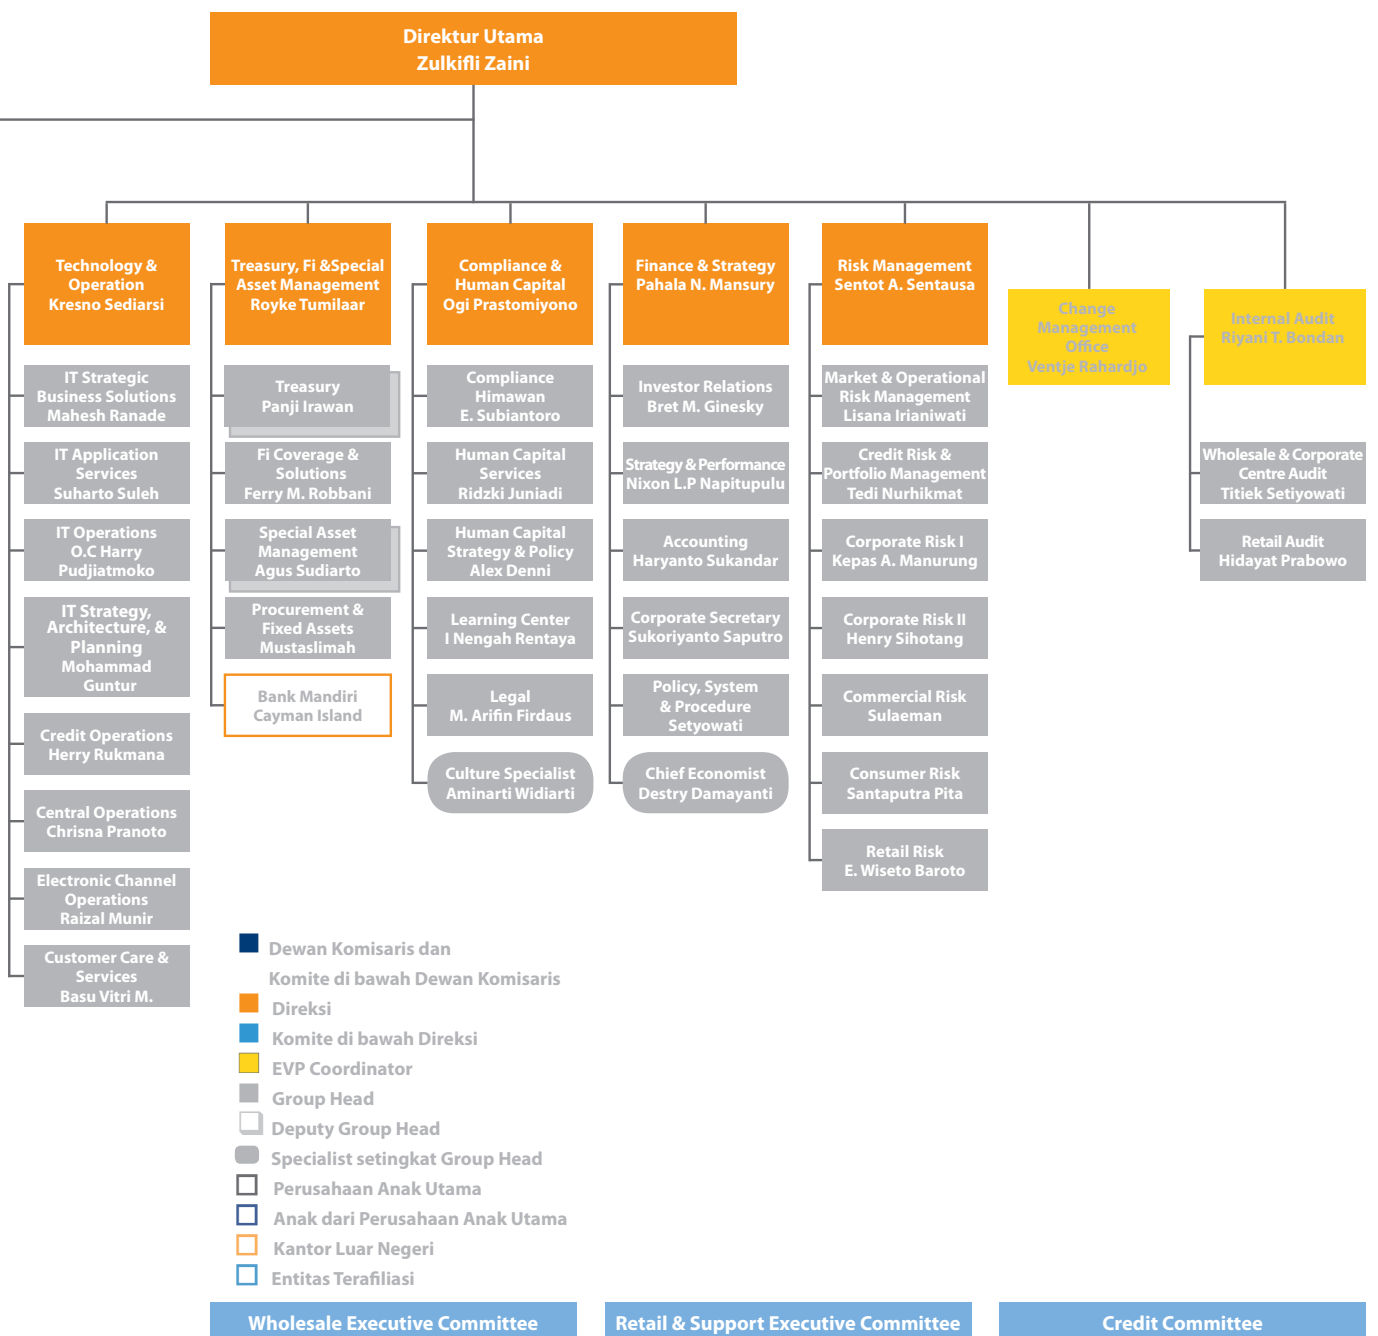 Direktur Utama
Zulkifli Zaini
Technology &
Operation
Kresno Sediarsi
IT Strategic
Business Solutions
Mahesh Ranade
IT Application
Services
Suharto Suleh
IT Operations
O.C Harry
Pudjiatmoko
IT Strategy,
Architecture, &
Planning
Mohammad
Guntur
Credit Operations
Herry Rukmana
Central Operations
Chrisna Pranoto
Electronic Channel
Operations
Raizal Munir
Customer Care &
Services
Basu Vitri M.
Treasury, Fi &Special
Asset Management
Royke Tumilaar
Treasury
Panji Irawan
Fi Coverage &
Solutions
Ferry M. Robbani
Special Asset
Management
Agus Sudiarto
Procurement &
Fixed Assets
Mustaslimah
Bank Mandiri
Cayman Island
Compliance &
Human Capital
Ogi Prastomiyono
Compliance
Himawan
E. Subiantoro
Human Capital
Services
Ridzki Juniadi
Human Capital
Strategy & Policy
Alex Denni
Learning Center
I Nengah Rentaya
Legal
M. Arifin Firdaus
Culture Specialist
Aminarti Widiarti
Finance & Strategy
Pahala N. Mansury
Investor Relations
Bret M. Ginesky
Strategy & Performance
Nixon L.P Napitupulu
Accounting
Haryanto Sukandar
Corporate Secretary
Sukoriyanto Saputro
Policy, System
& Procedure
Setyowati
Chief Economist
Destry Damayanti
Risk Management
Sentot A. Sentausa
Market & Operational
Risk Management
Lisana Irianiwati
Credit Risk &
Portfolio Management
Tedi Nurhikmat
Corporate Risk I
Kepas A. Manurung
Corporate Risk II
Henry Sihotang
Commercial Risk
Sulaeman
Consumer Risk
Santaputra Pita
Retail Risk
E. Wiseto Baroto
Change
Management
Office
Ventje Rahardjo
Internal Audit
Riyani T. Bondan
Wholesale & Corporate
Centre Audit
Titiek Setiyowati
Retail Audit
Hidayat Prabowo
Dewan Komisaris dan
Komite di bawah Dewan Komisaris
Direksi
Komite di bawah Direksi
EVP Coordinator
Group Head
Deputy Group Head
Specialist setingkat Group Head
Perusahaan Anak Utama
Anak dari Perusahaan Anak Utama
Kantor Luar Negeri
Entitas Terafiliasi
Wholesale Executive Committee
Retail & Support Executive Committee
Credit Committee